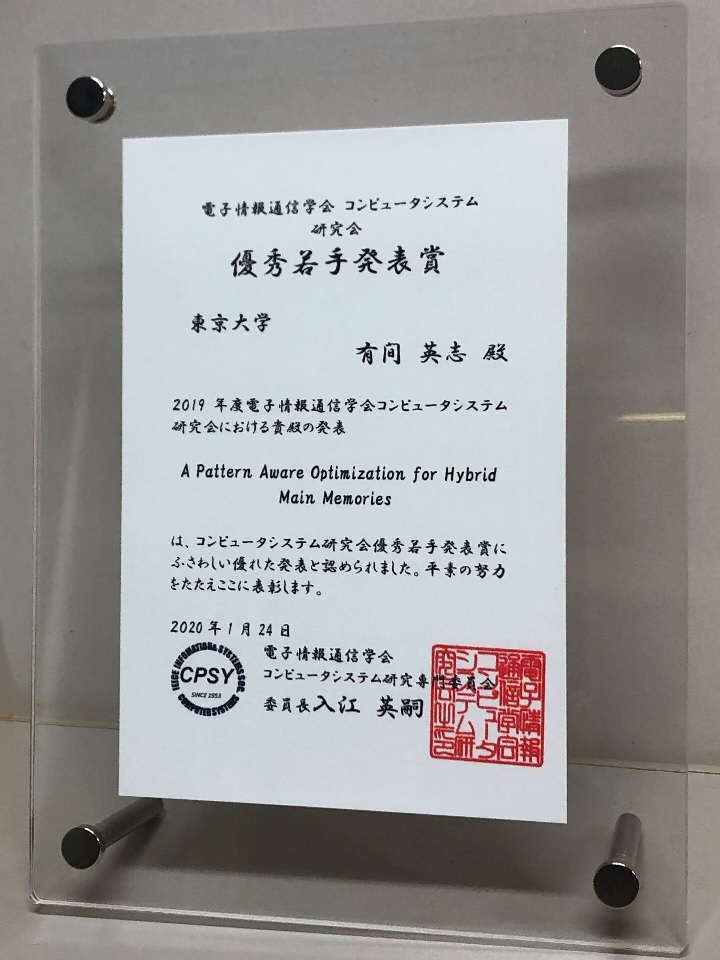 電子情報通信学会 コンピュータシステム
研究会
優秀若手発表賞
東京大学
有間 英志 殿
2019 年度電子情報通信学会コンピュータシステム
研究会における貴殿の発表
A Pattern Aware Optimization for Hybrid
Main Memories
は、コンピュータシステム研究会優秀若手発表賞に
ふさわしい優れた発表と認められました。平素の努力
をたたえここに表彰します。
2020 年 1 月 24 日
電子情報通信学会
コンピュータシステム研究専門委員会
委員長 入江 英嗣
CPSY
SINCE 1953
COMPUTER SYSTEMS